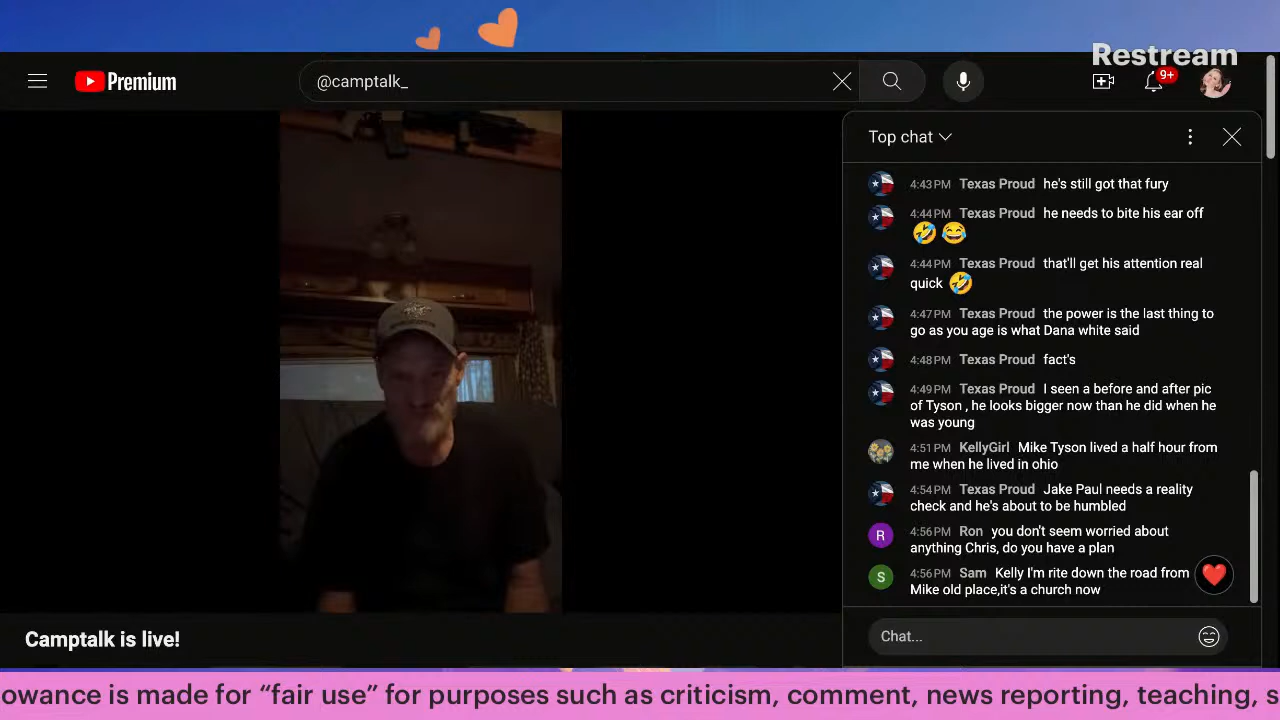 Restream
Premium
@camptalk_
9+
Top chat
4:43 PM Texas Proud he's still got that fury
4:44 PM Texas Proud he needs to bite his ear off
🤣 😂
4:44 PM Texas Proud that'll get his attention real
quick 🤣
4:47 PM Texas Proud the power is the last thing to
go as you age is what Dana white said
4:48 PM Texas Proud fact's
4:49 PM Texas Proud I seen a before and after pic
of Tyson , he looks bigger now than he did when he
was young
4:51 PM KellyGirl Mike Tyson lived a half hour from
me when he lived in ohio
4:54 PM Texas Proud Jake Paul needs a reality
check and he's about to be humbled
R 4:56 PM Ron you don't seem worried about
anything Chris, do you have a plan
S 4:56 PM Sam Kelly I'm rite down the road from
Mike old place,it's a church now
Chat...
Camptalk is live!
owance is made for “fair use” for purposes such as criticism, comment, news reporting, teaching, s